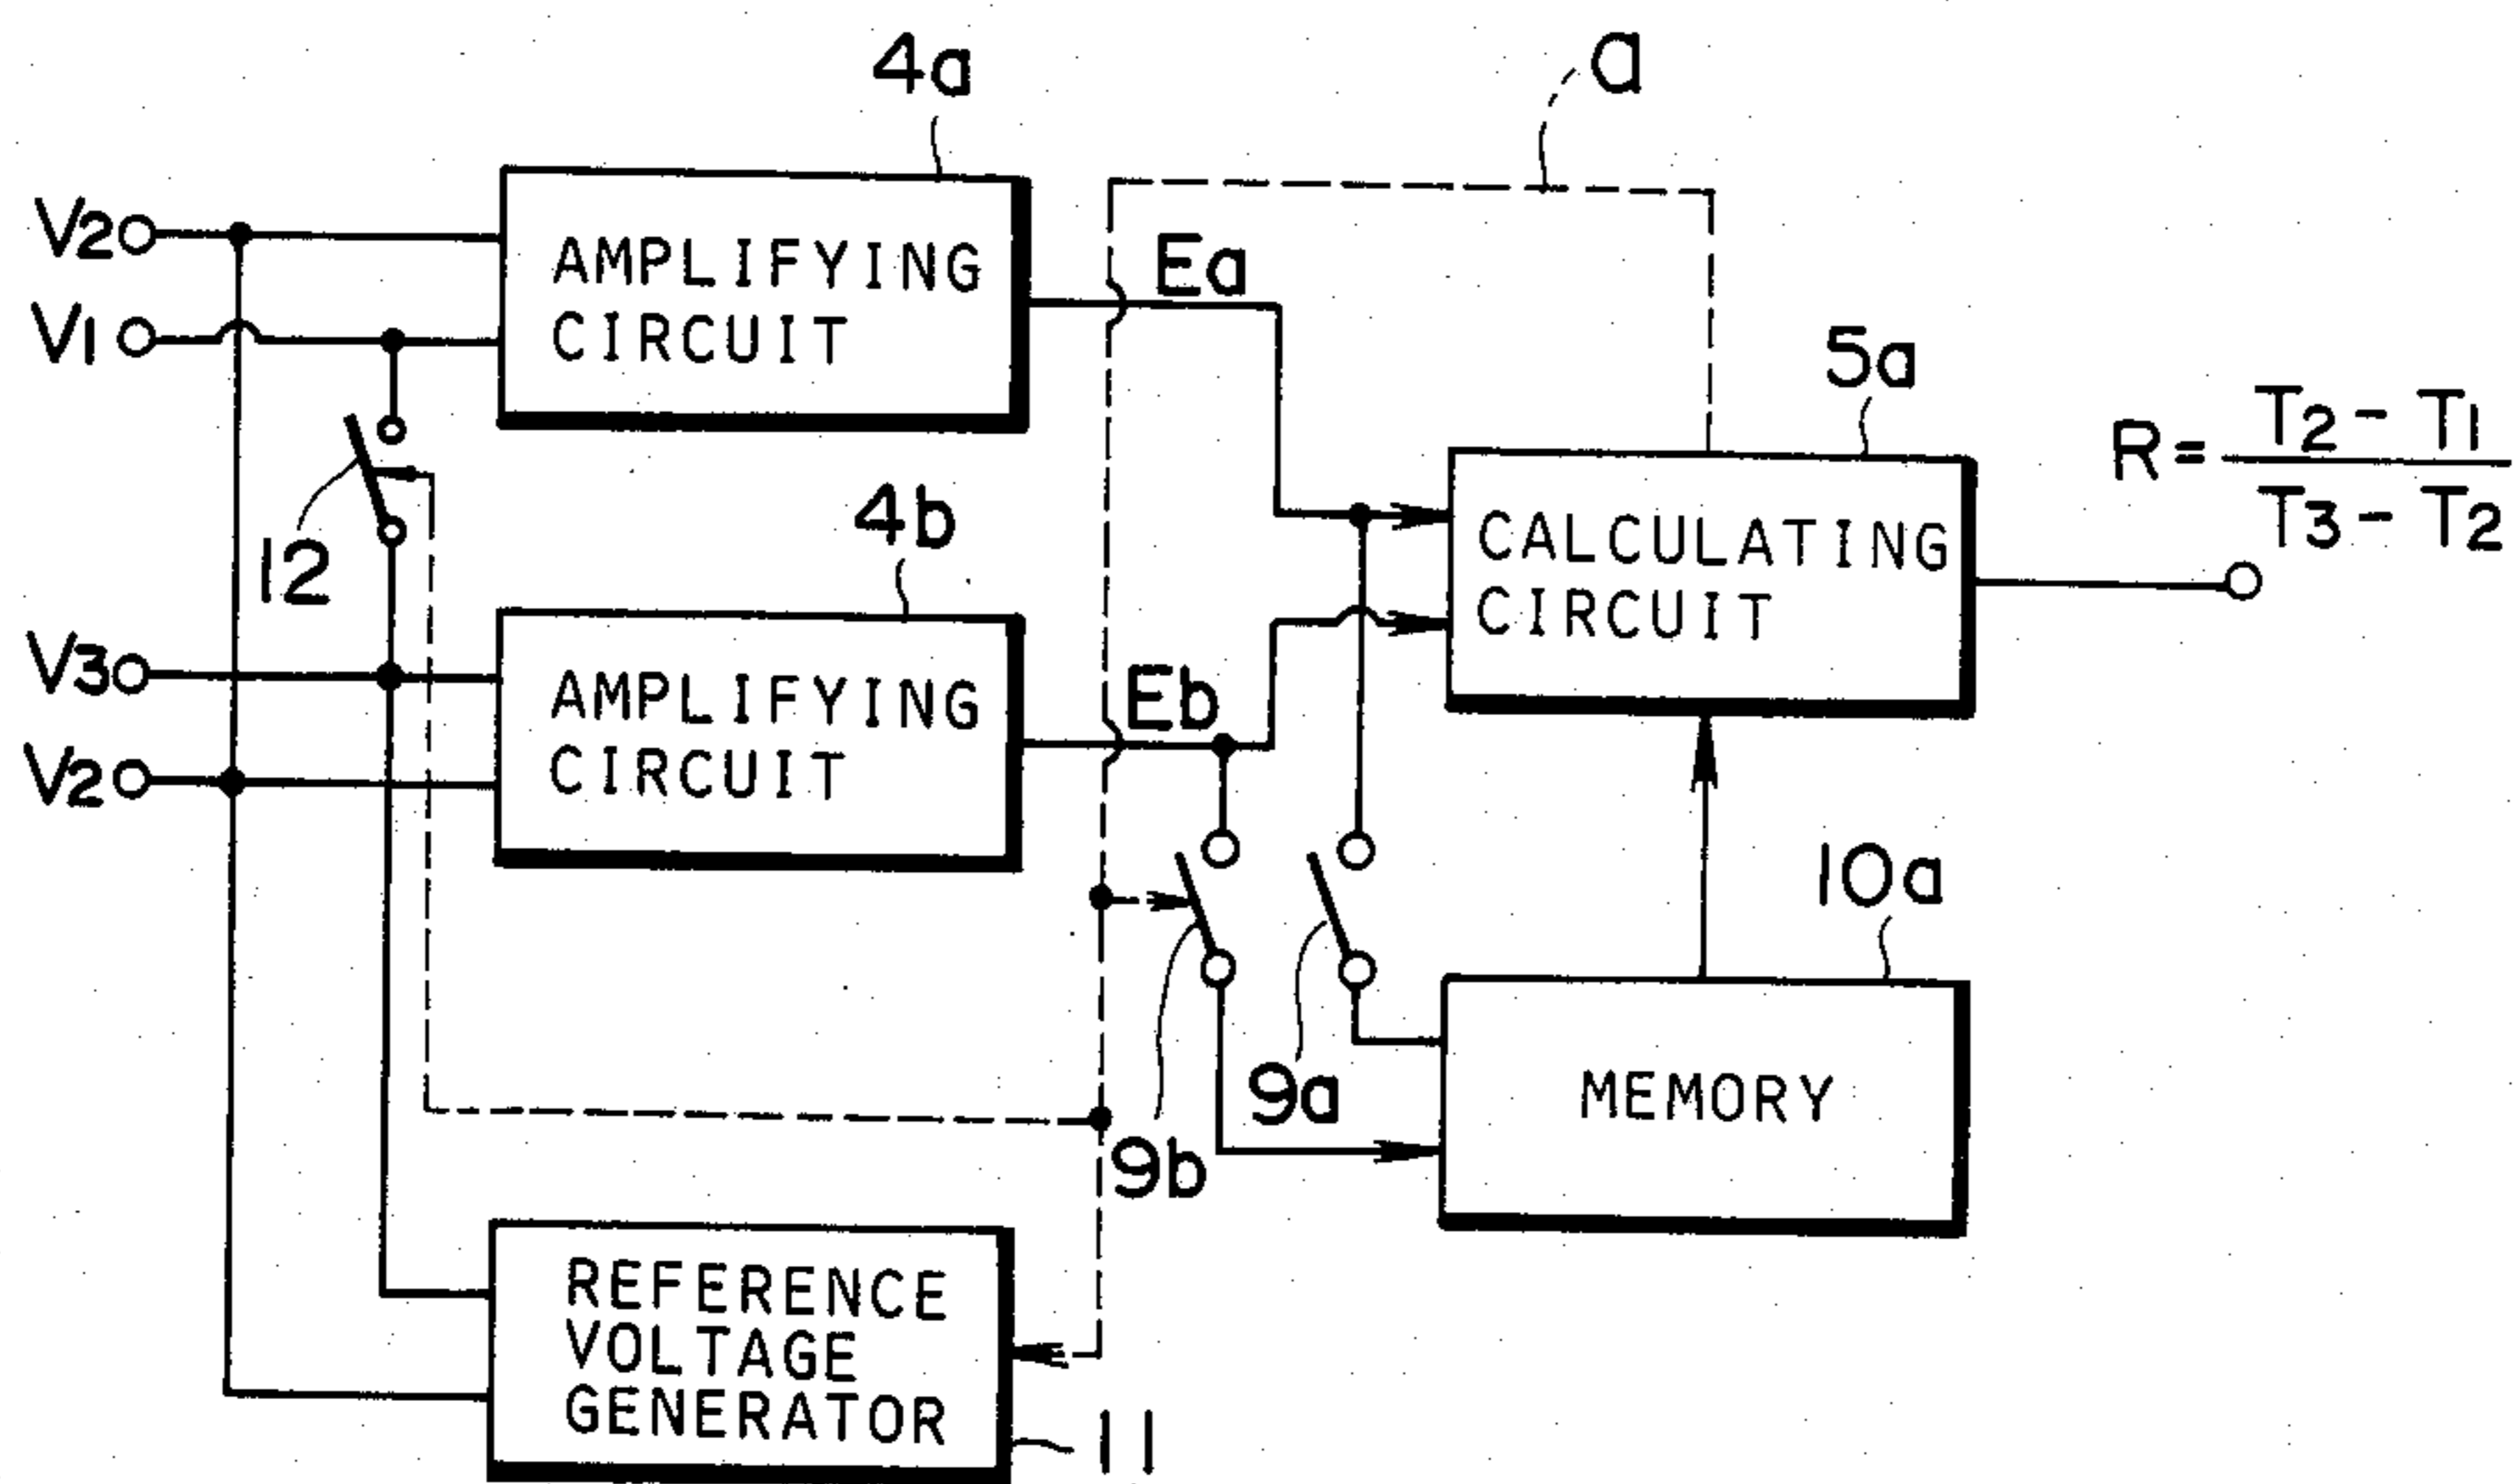 4a
a
V2
AMPLIFYING
CIRCUIT
Ea
V1
5a
R = T2 - T1 / T3 - T2
12
4b
CALCULATING
CIRCUIT
V3
AMPLIFYING
CIRCUIT
Eb
V2
10a
9a
MEMORY
9b
REFERENCE
VOLTAGE
GENERATOR
11